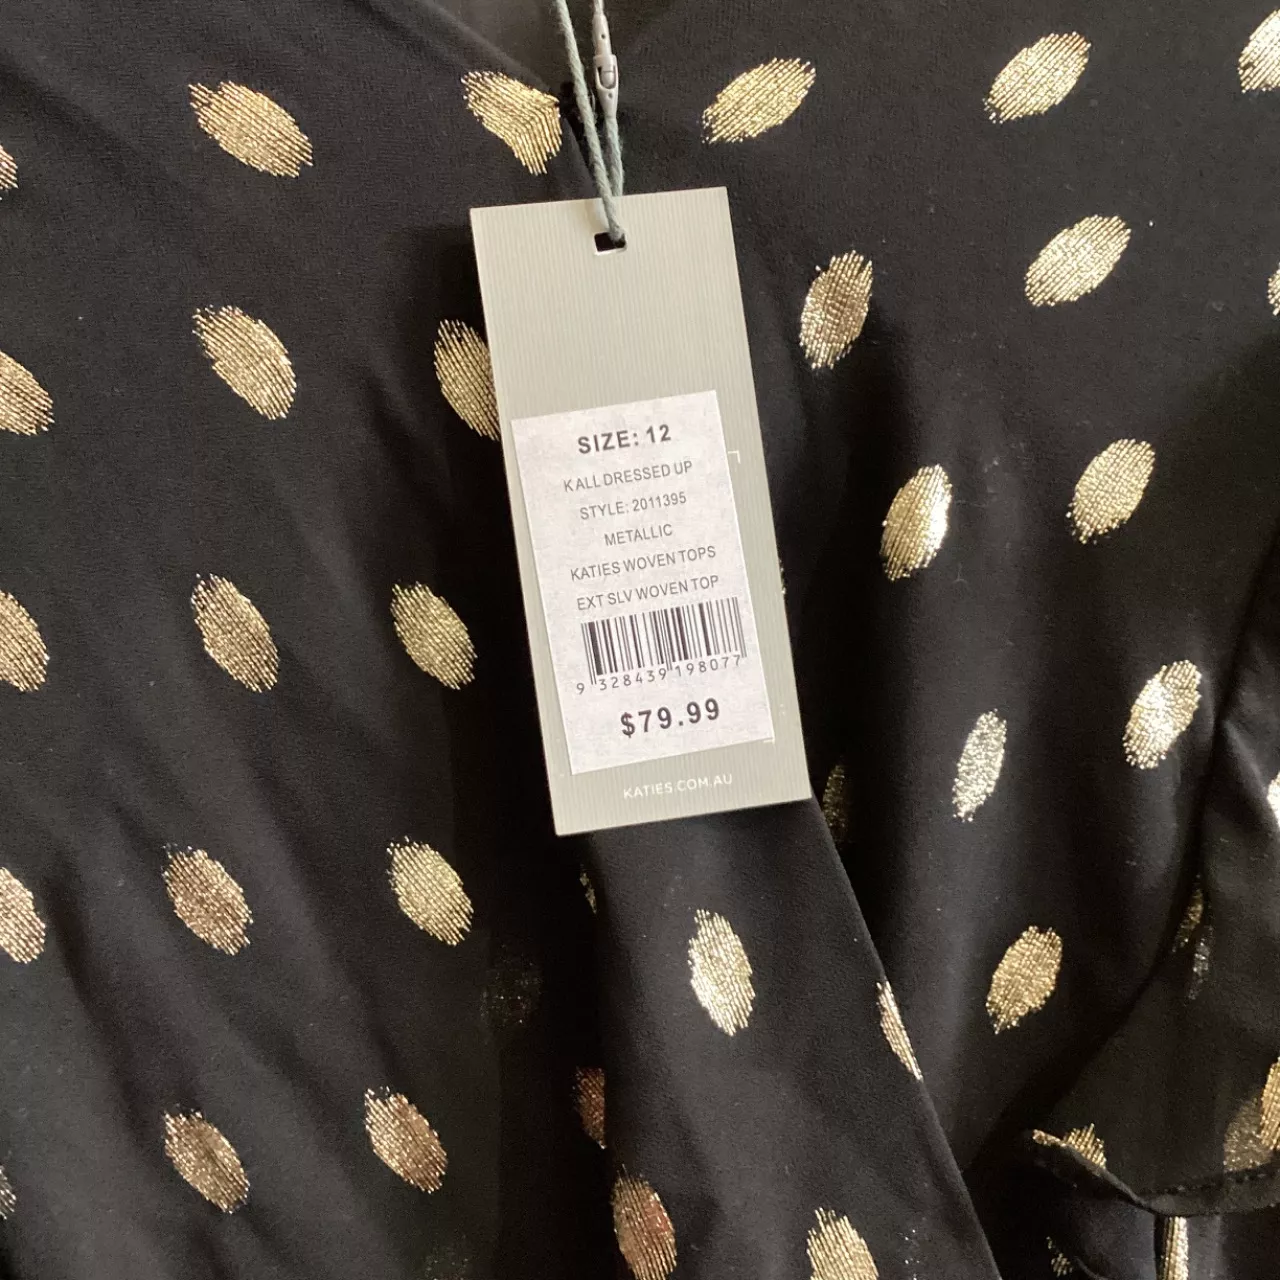 SIZE: 12
K ALL DRESSED UP
STYLE: 2011395
METALLIC
KATIES WOVEN TOPS
EXT SLV WOVEN TOP
9 328439 198077
$79.99
KATIES.COM.AU